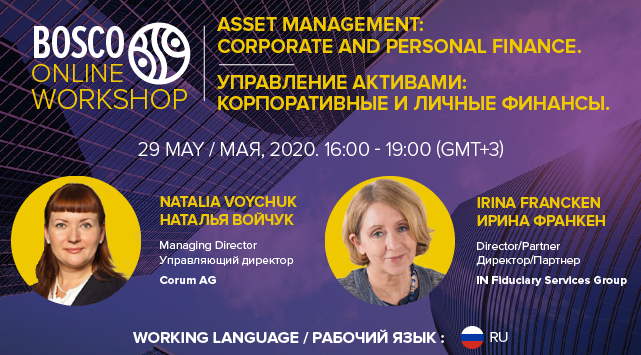 BOSCO
ONLINE
WORKSHOP
ASSET MANAGEMENT:
CORPORATE AND PERSONAL FINANCE.
УПРАВЛЕНИЕ АКТИВАМИ:
КОРПОРАТИВНЫЕ И ЛИЧНЫЕ ФИНАНСЫ.
29 MAY / МАЯ, 2020. 16:00 - 19:00 (GMT+3)
NATALIA VOYCHUK
НАТАЛЬЯ ВОЙЧУК
Managing Director
Управляющий директор
Corum AG
IRINA FRANCKEN
ИРИНА ФРАНКЕН
Director/Partner
Директор/Партнер
IN Fiduciary Services Group
WORKING LANGUAGE / РАБОЧИЙ ЯЗЫК : RU